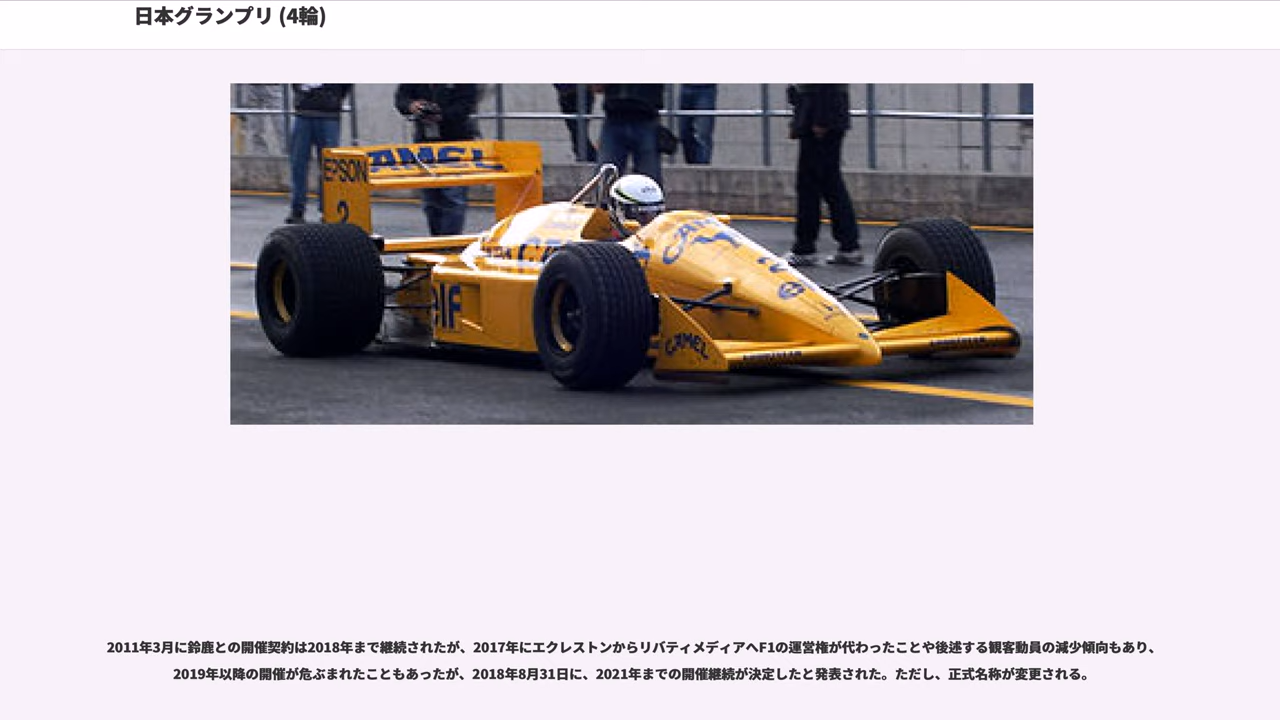 日本グランプリ (4輪)
EPSON
CAMEL
2
elf
CAMEL
2011年3月に鈴鹿との開催契約は2018年まで継続されたが、2017年にエクレストンからリバティメディアへF1の運営権が代わったことや後述する観客動員の減少傾向もあり、
2019年以降の開催が危ぶまれたこともあったが、2018年8月31日に、2021年までの開催継続が決定したと発表された。ただし、正式名称が変更される。